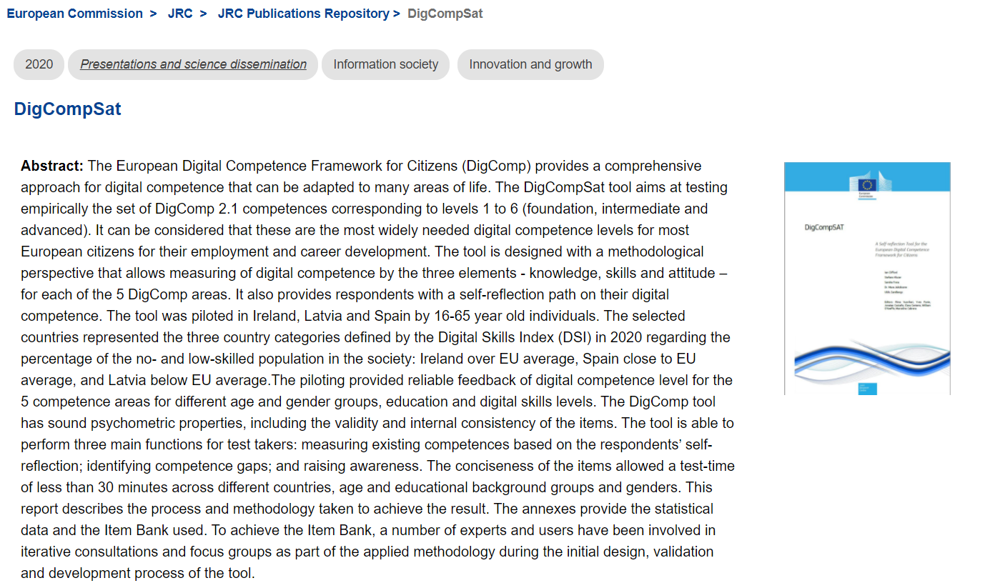 European Commission > JRC > JRC Publications Repository > DigCompSat
2020 Presentations and science dissemination Information society Innovation and growth
DigCompSat
Abstract: The European Digital Competence Framework for Citizens (DigComp) provides a comprehensive
approach for digital competence that can be adapted to many areas of life. The DigCompSat tool aims at testing
empirically the set of DigComp 2.1 competences corresponding to levels 1 to 6 (foundation, intermediate and
advanced). It can be considered that these are the most widely needed digital competence levels for most
European citizens for their employment and career development. The tool is designed with a methodological
perspective that allows measuring of digital competence by the three elements - knowledge, skills and attitude –
for each of the 5 DigComp areas. It also provides respondents with a self-reflection path on their digital
competence. The tool was piloted in Ireland, Latvia and Spain by 16-65 year old individuals. The selected
countries represented the three country categories defined by the Digital Skills Index (DSI) in 2020 regarding the
percentage of the no- and low-skilled population in the society: Ireland over EU average, Spain close to EU
average, and Latvia below EU average.The piloting provided reliable feedback of digital competence level for the
5 competence areas for different age and gender groups, education and digital skills levels. The DigComp tool
has sound psychometric properties, including the validity and internal consistency of the items. The tool is able to
perform three main functions for test takers: measuring existing competences based on the respondents’ self-
reflection; identifying competence gaps; and raising awareness. The conciseness of the items allowed a test-time
of less than 30 minutes across different countries, age and educational background groups and genders. This
report describes the process and methodology taken to achieve the result. The annexes provide the statistical
data and the Item Bank used. To achieve the Item Bank, a number of experts and users have been involved in
iterative consultations and focus groups as part of the applied methodology during the initial design, validation
and development process of the tool.
European
Commission
DigCompSAT
A Self-reflection Tool for the
European Digital Competence
Framework for Citizens